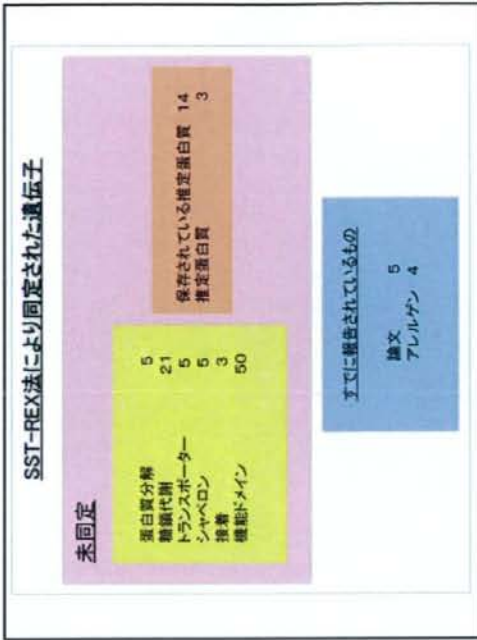 SST-REX法により同定された遺伝子
未同定
蛋白質分解 5
糖鎖代謝 21
トランスポーター 5
シャペロン 5
接着 3
機能ドメイン 50
保存されている推定蛋白質 14
推定蛋白質 3
すでに報告されているもの
論文 5
アレルゲン 4